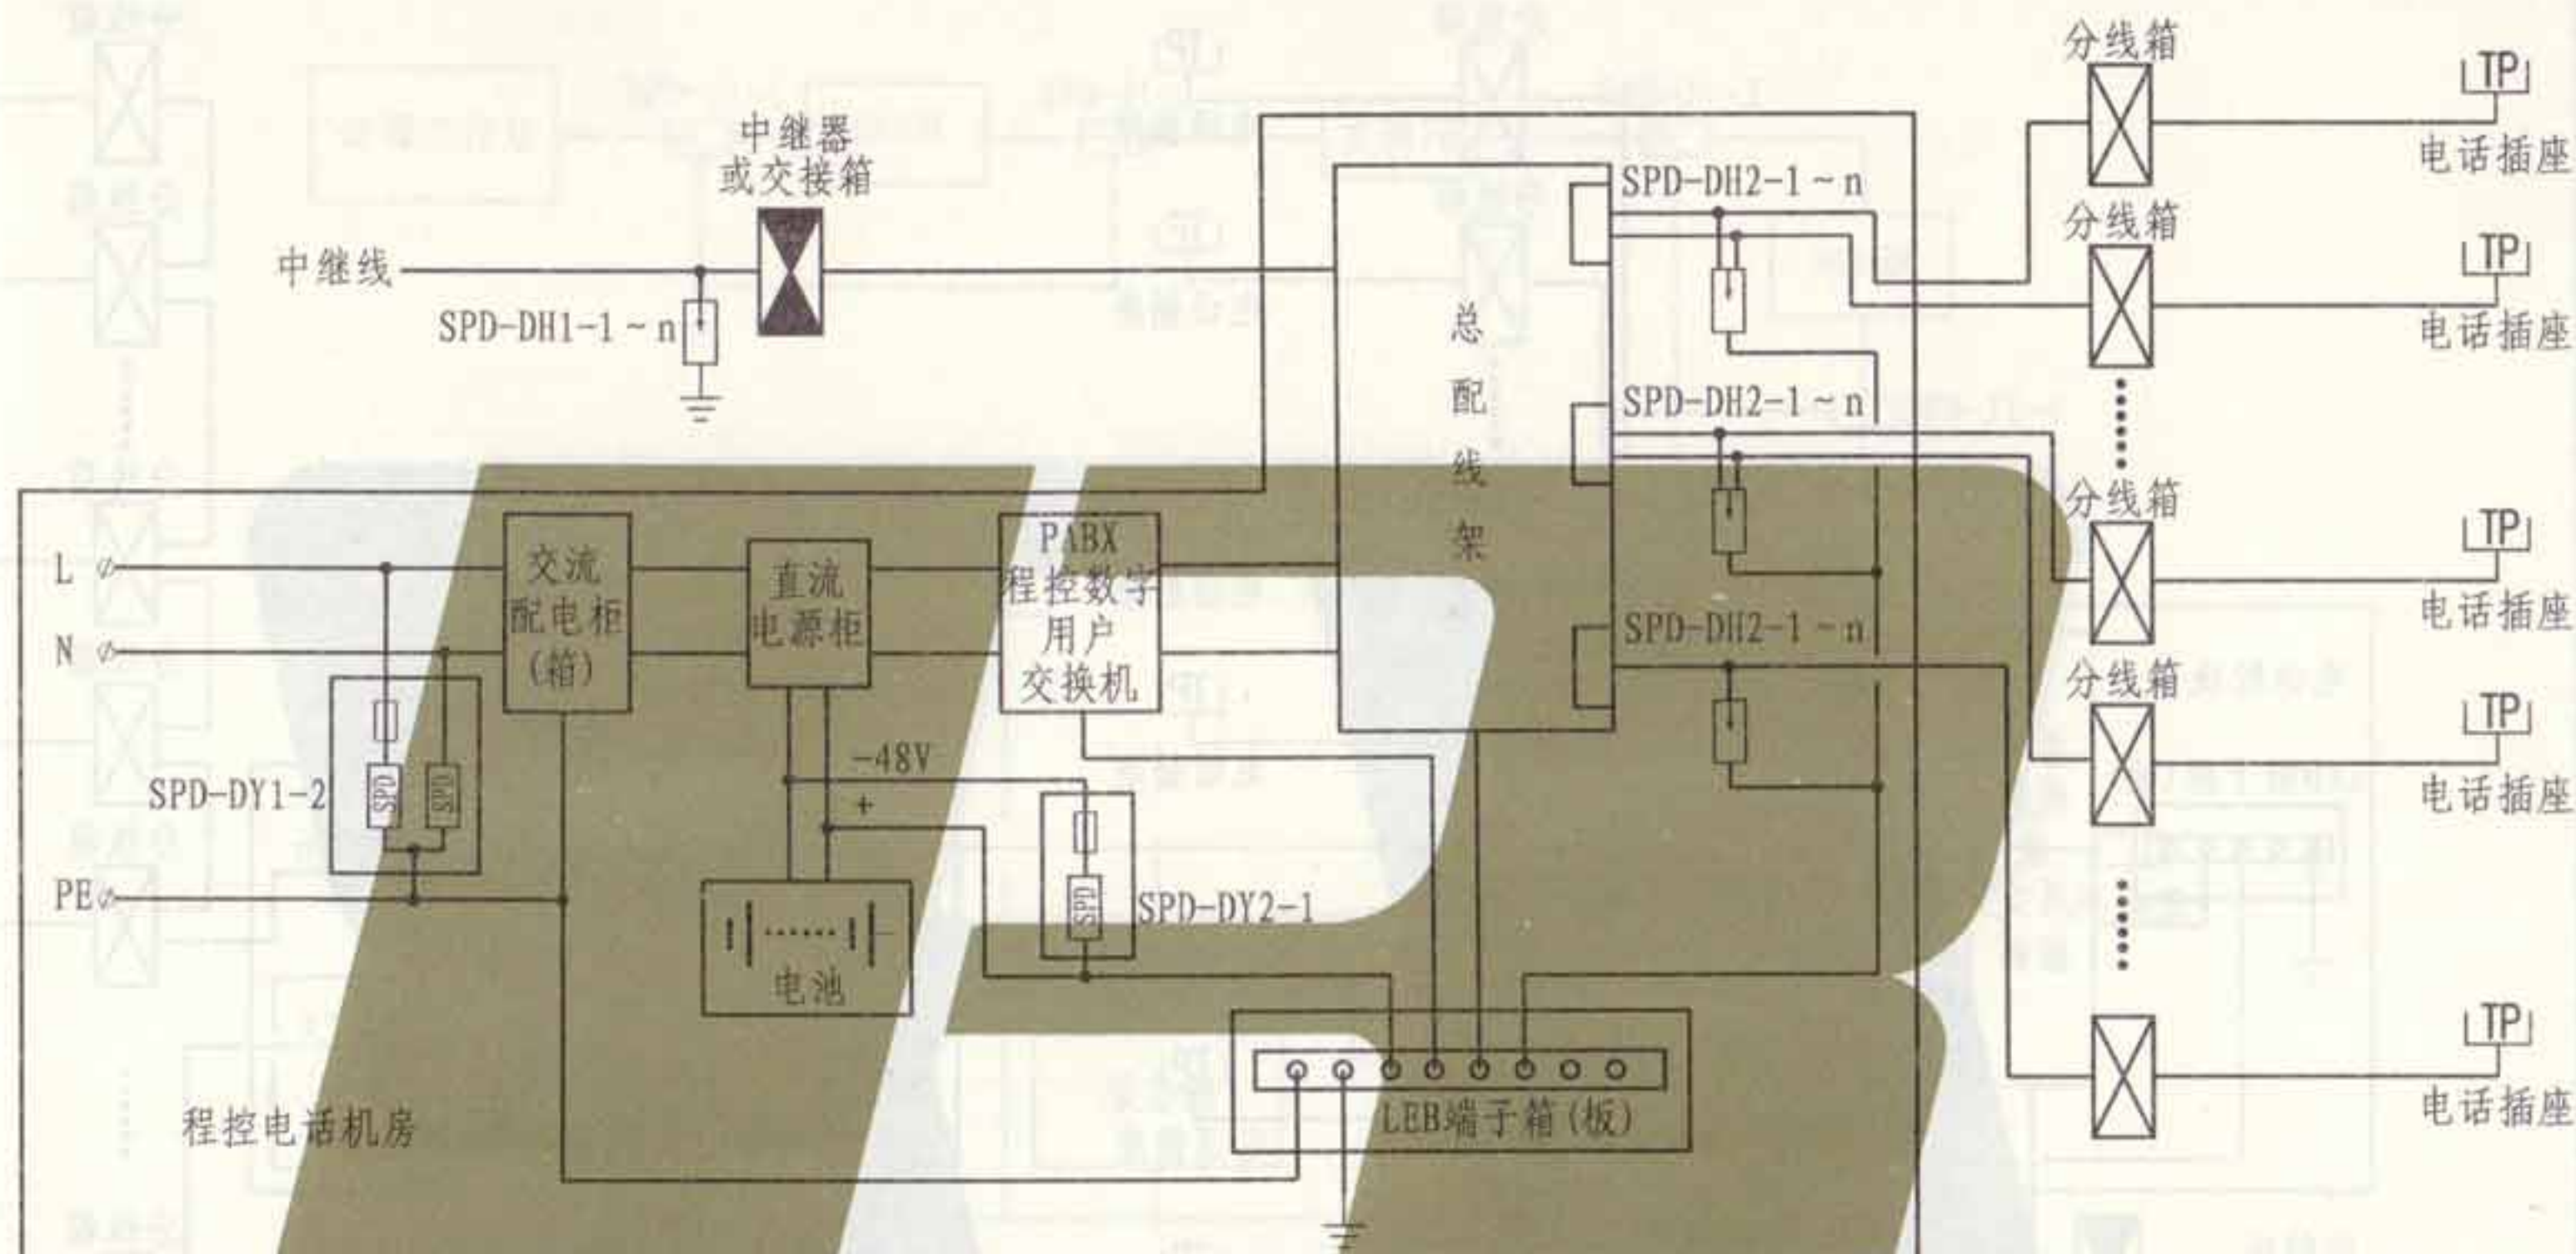 分线箱
TP
电话插座
中继器
或交接箱
SPD-DH2-1~n
分线箱
TP
电话插座
中继线
SPD-DH1-1~n
总配线架
SPD-DH2-1~n
分线箱
TP
电话插座
L
交流
配电柜
(箱)
直流
电源柜
PABX
程控数字
用户
交换机
N
SPD-DH2-1~n
分线箱
TP
电话插座
-48V
+
SPD-DY1-2
SPD
SPD
PE
SPD
SPD-DY2-1
电池
TP
电话插座
LEB端子箱(板)
程控电话机房